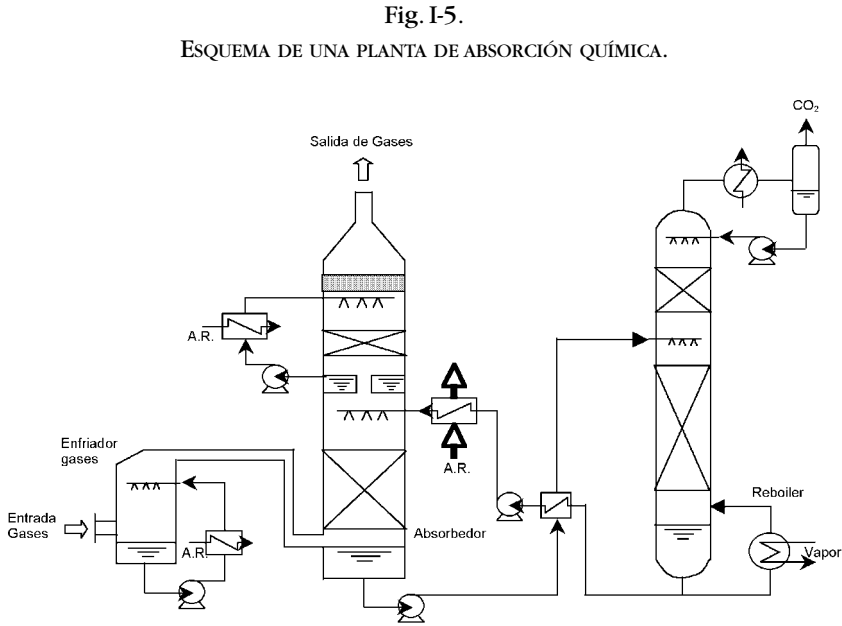 Fig. I-5.
ESQUEMA DE UNA PLANTA DE ABSORCIÓN QUÍMICA.
CO₂
Salida de Gases
A.R.
A.R.
Enfriador
gases
Entrada
Gases
A.R.
Absorbedor
Reboiler
Vapor